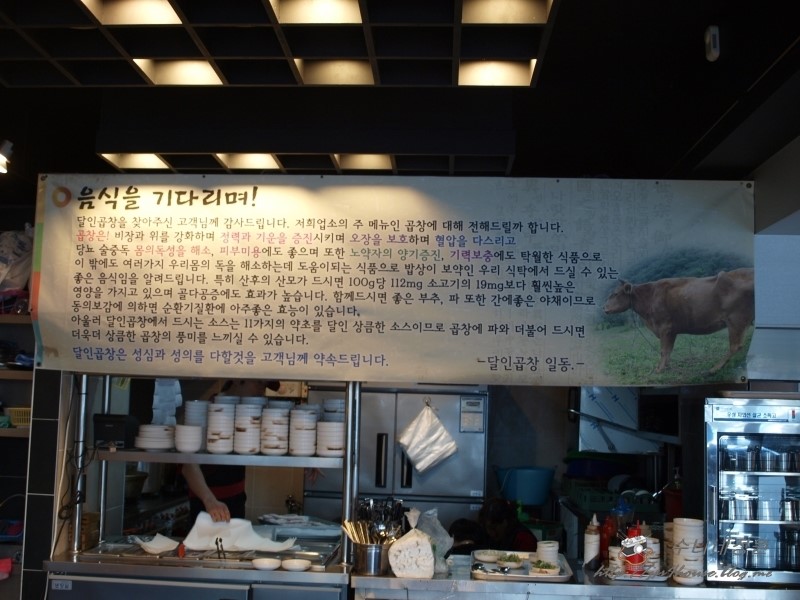 음식을 기다리며!
달인곱창을 찾아주신 고객님께 감사드립니다. 저희업소의 주 메뉴인 곱창에 대해 전해드릴까 합니다.
곱창은! 비장과 위를 강화하며 정력과 기운을 증진시키며 오장을 보호하며 혈압을 다스리고
당뇨 술중독 몸의독성을 해소, 피부미용에도 좋으며 또한 노약자의 양기증진, 기력보충에도 탁월한 식품으로
이 밖에도 여러가지 우리몸의 독을 해소하는데 도움이되는 식품으로 밥상이 보약인 우리 식탁에서 드실 수 있는
좋은 음식임을 알려드립니다. 특히 산후의 산모가 드시면 100g당 112mg 소고기의 19mg보다 훨씬높은
영양을 가지고 있으며 골다공증에도 효과가 높습니다. 함께드시면 좋은 부추, 파 또한 간에좋은 야채이므로
동의보감에 의하면 순환기질환에 아주좋은 효능이 있습니다.
아울러 달인곱창에서 드시는 소스는 11가지의 약초를 달인 상큼한 소스이므로 곱창에 파와 더불어 드시면
더욱더 상큼한 곱창의 풍미를 느끼실 수 있습니다.
달인곱창은 성심과 성의를 다할것을 고객님께 약속드립니다.
-달인곱창 일동.-